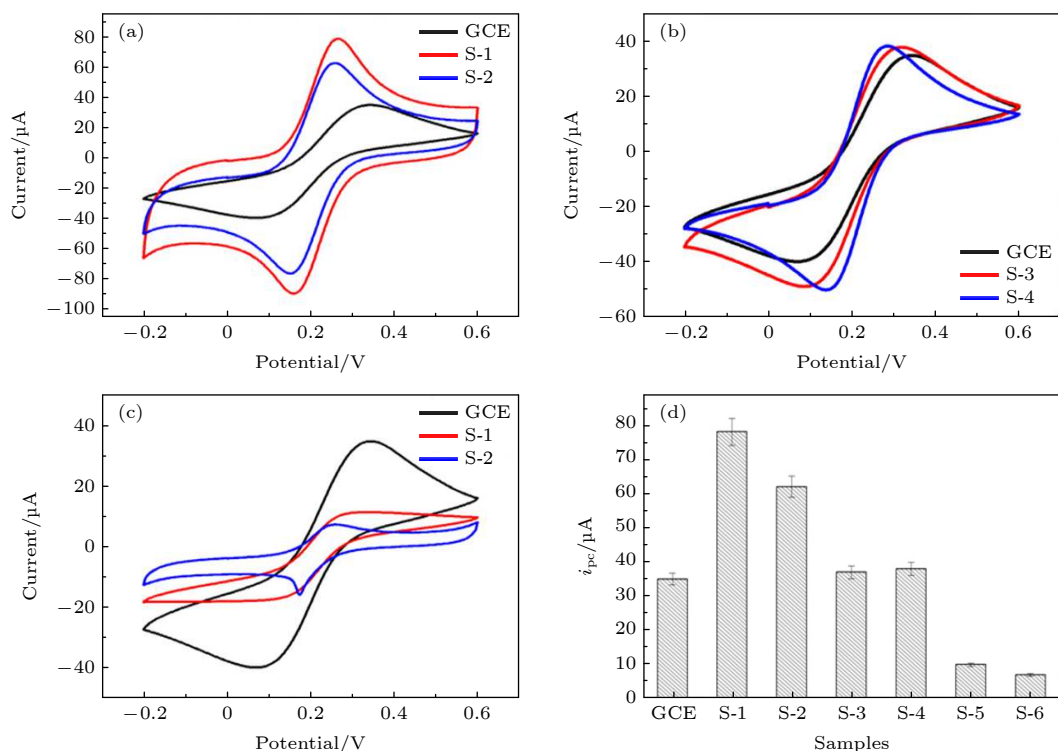 (a)
GCE
S-1
S-2
80
60
40
20
0
−20
−40
−60
−80
−100
Current/μA
−0.2 0 0.2 0.4 0.6
Potential/V
(b)
GCE
S-3
S-4
40
20
0
−20
−40
−60
Current/μA
−0.2 0 0.2 0.4 0.6
Potential/V
(c)
GCE
S-1
S-2
40
20
0
−20
−40
Current/μA
−0.2 0 0.2 0.4 0.6
Potential/V
(d)
80
70
60
50
40
30
20
10
0
ipc/μA
GCE S-1 S-2 S-3 S-4 S-5 S-6
Samples